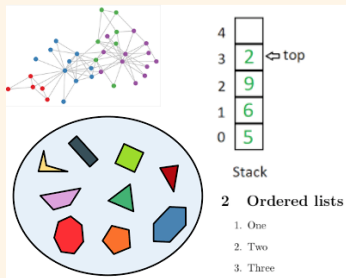 4
3 2 ⇦ top
2 9
1 6
0 5
Stack
2 Ordered lists
1. One
2. Two
3. Three